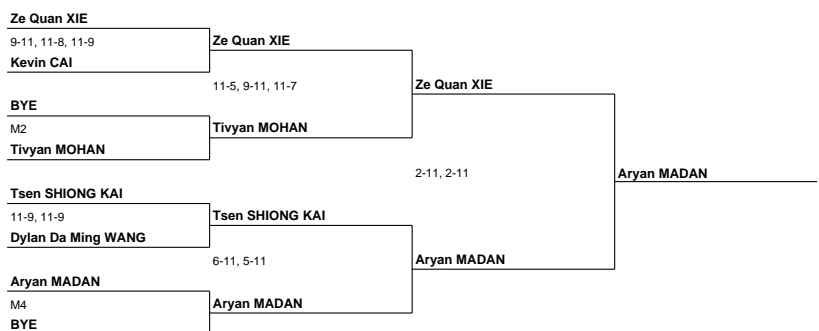 Ze Quan XIE
9-11, 11-8, 11-9
Kevin CAI
Ze Quan XIE
11-5, 9-11, 11-7
Ze Quan XIE
BYE
M2
Tivyan MOHAN
Tivyan MOHAN
2-11, 2-11
Aryan MADAN
Tsen SHIONG KAI
11-9, 11-9
Dylan Da Ming WANG
Tsen SHIONG KAI
6-11, 5-11
Aryan MADAN
Aryan MADAN
M4
BYE
Aryan MADAN